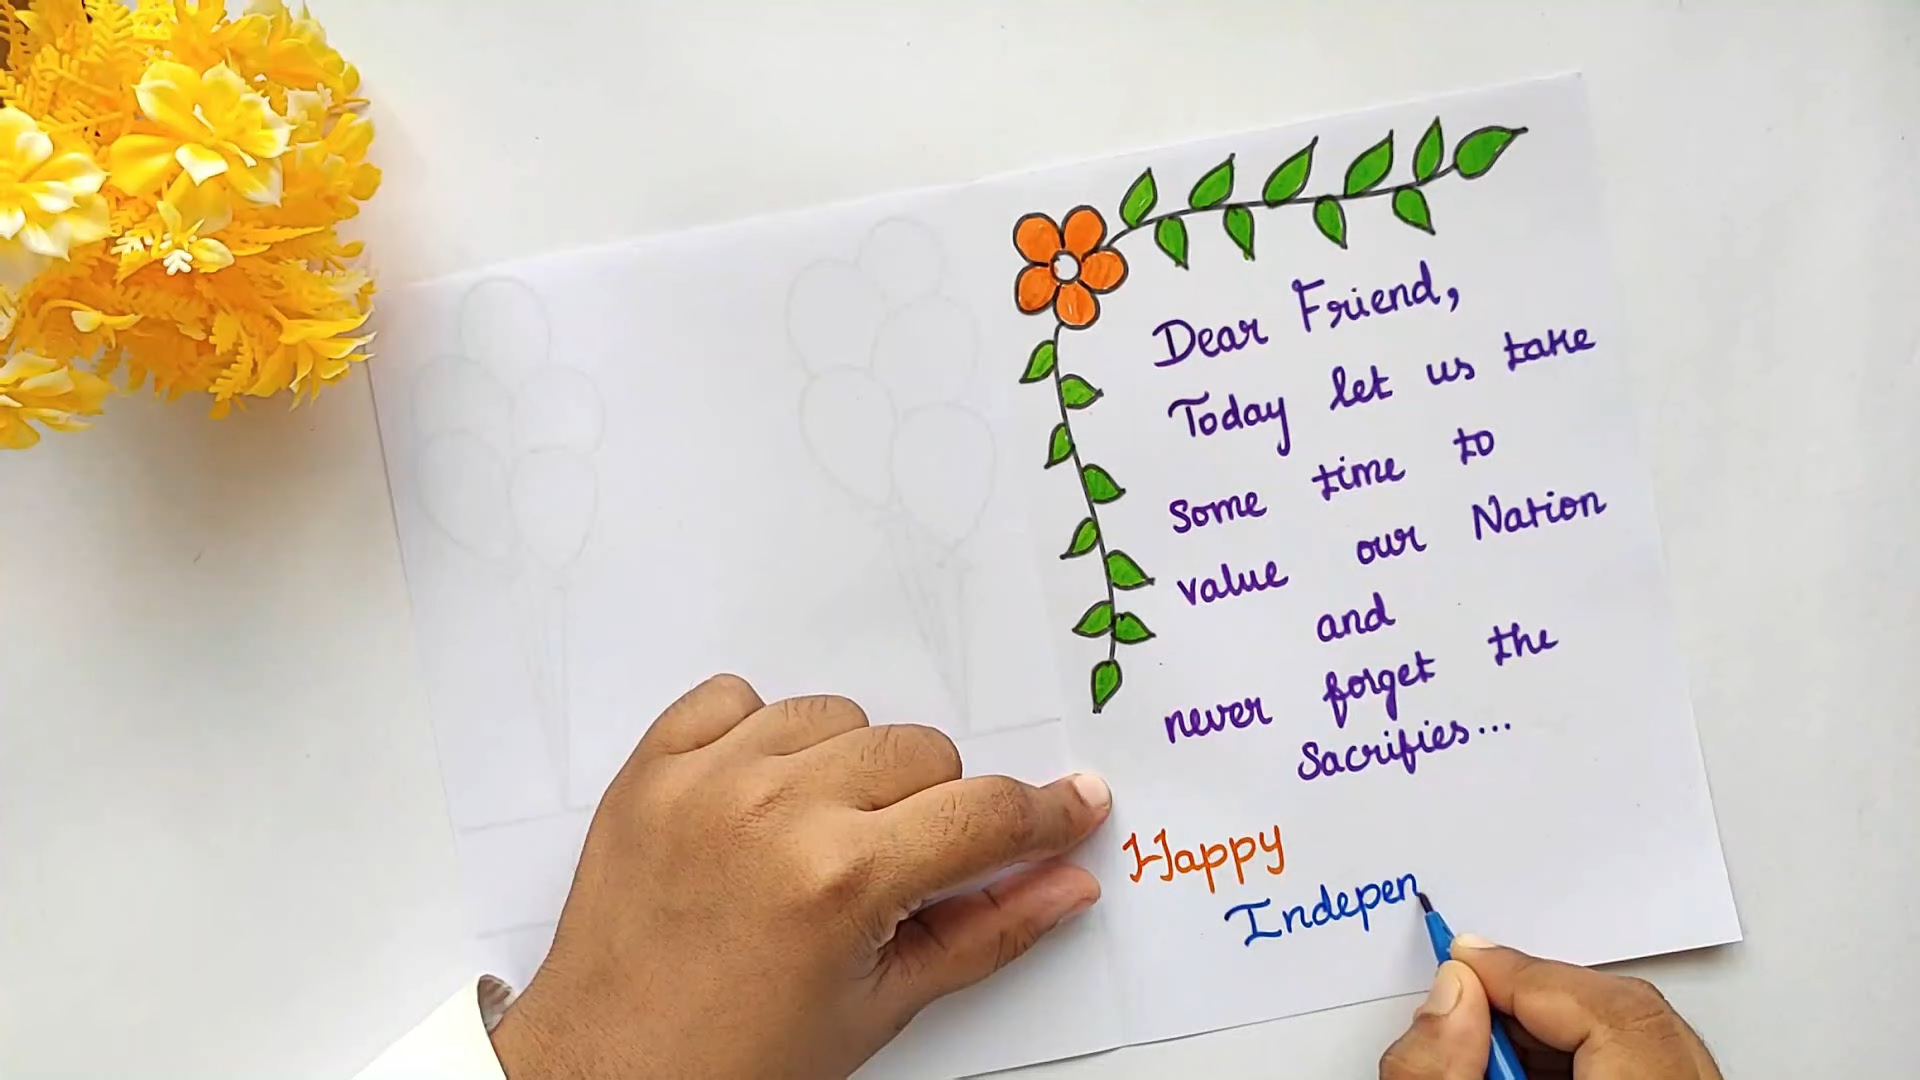 Dear Friend,
Today let us take
some time to
value our Nation
and
never forget the
Sacrifies...
Happy
Indepen